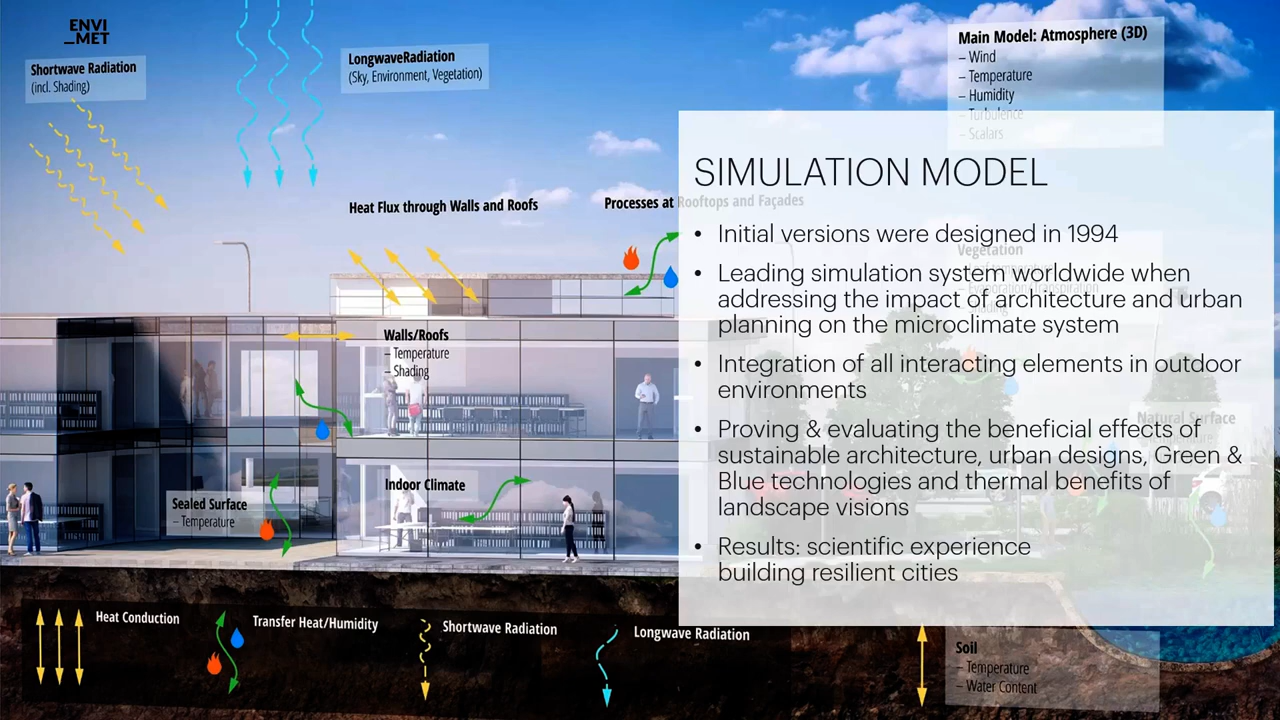 ENVI
_MET
Shortwave Radiation
(incl. Shading)
LongwaveRadiation
(Sky, Environment, Vegetation)
Main Model: Atmosphere (3D)
– Wind
– Temperature
– Humidity
– Turbulence
– Scalars
Heat Flux through Walls and Roofs
Processes at Rooftops and Façades
SIMULATION MODEL
• Initial versions were designed in 1994
• Leading simulation system worldwide when
addressing the impact of architecture and urban
planning on the microclimate system
• Integration of all interacting elements in outdoor
environments
• Proving & evaluating the beneficial effects of
sustainable architecture, urban designs, Green &
Blue technologies and thermal benefits of
landscape visions
• Results: scientific experience
building resilient cities
Vegetation
Walls/Roofs
– Temperature
– Shading
Natural Surface
Indoor Climate
Sealed Surface
– Temperature
Heat Conduction
Transfer Heat/Humidity
Shortwave Radiation
Longwave Radiation
Soil
– Temperature
– Water Content